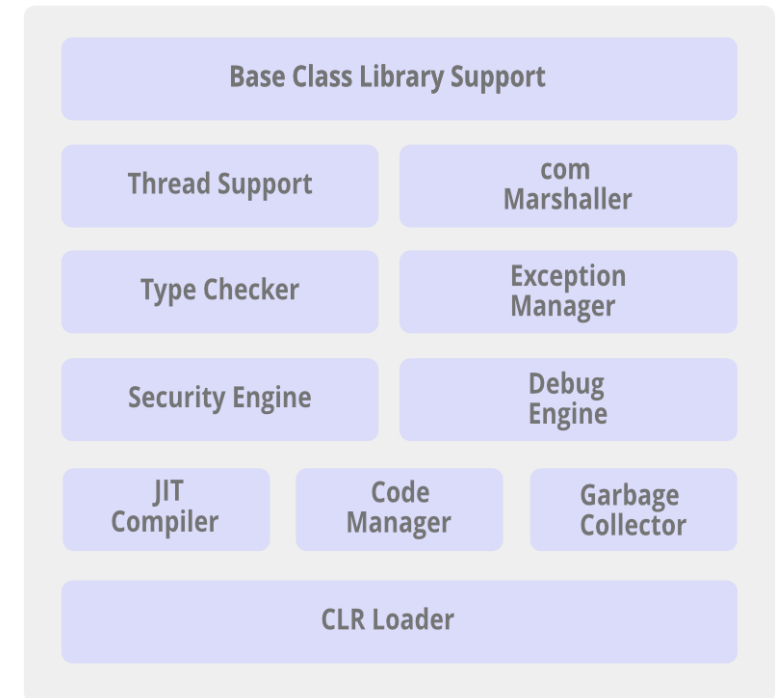 Base Class Library Support
Thread Support
com
Marshaller
Type Checker
Exception
Manager
Security Engine
Debug
Engine
JIT
Compiler
Code
Manager
Garbage
Collector
CLR Loader